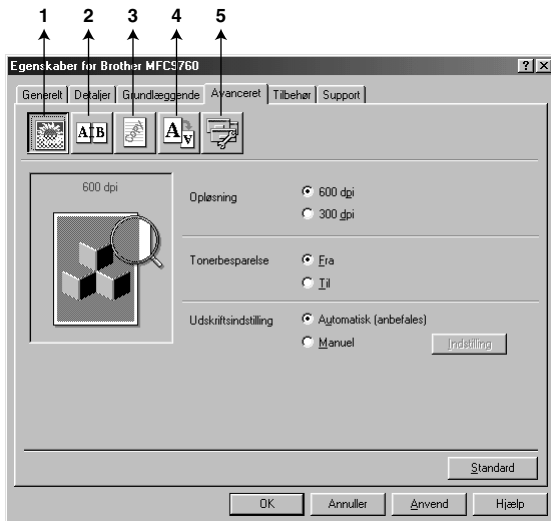 1 2 3 4 5
Egenskaber for Brother MFC9760
Generelt Detaljer Grundlæggende Avanceret Tilbehør Support
A B
A A
600 dpi
Opløsning
600 dpi
300 dpi
Tonerbesparelse
Fra
Til
Udskriftsindstilling
Automatisk (anbefales)
Manuel
Indstilling
Standard
OK Annuller Anvend Hjælp